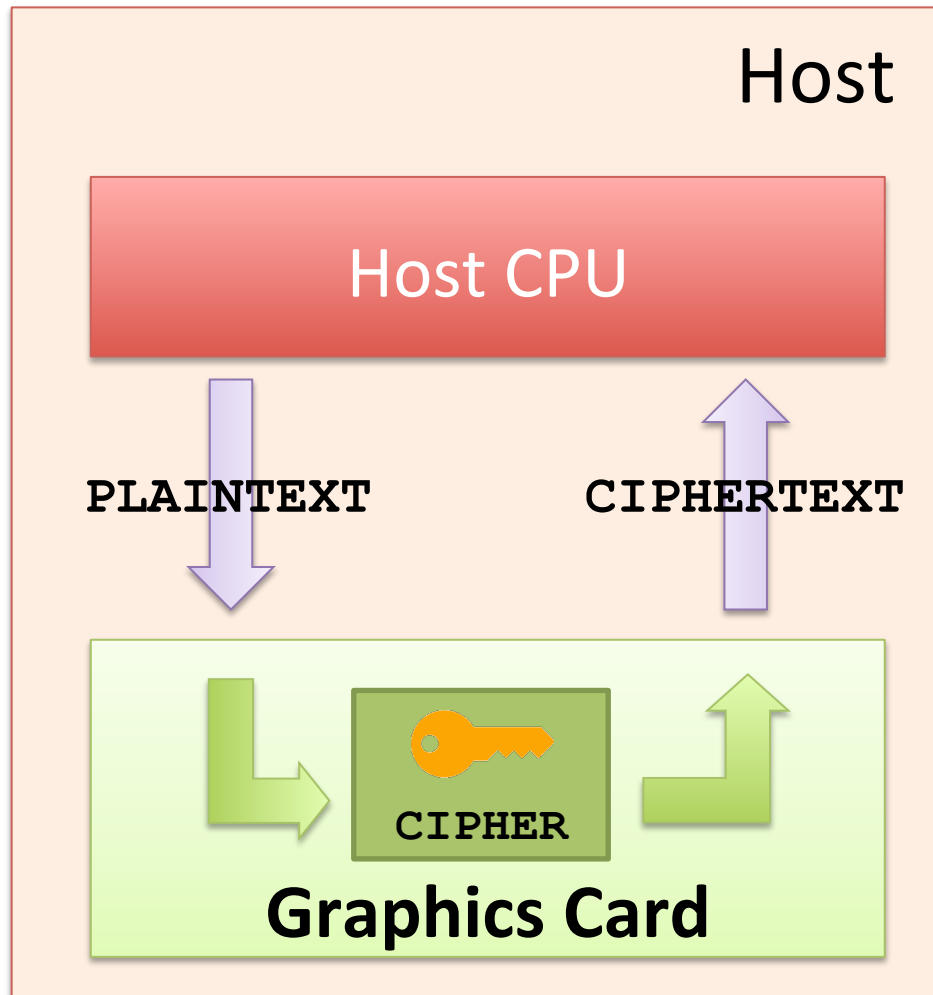 Host
Host CPU
PLAINTEXT
CIPHERTEXT
CIPHER
Graphics Card